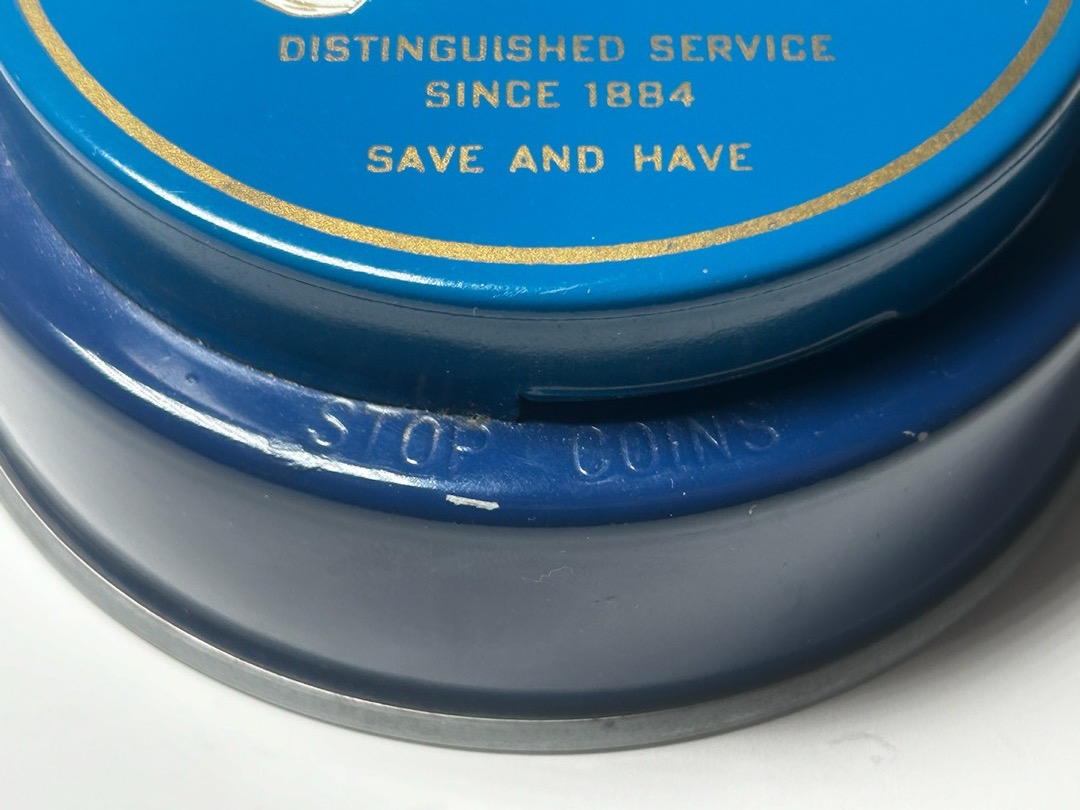 DISTINGUISHED SERVICE
SINCE 1884
SAVE AND HAVE
STOP COINS